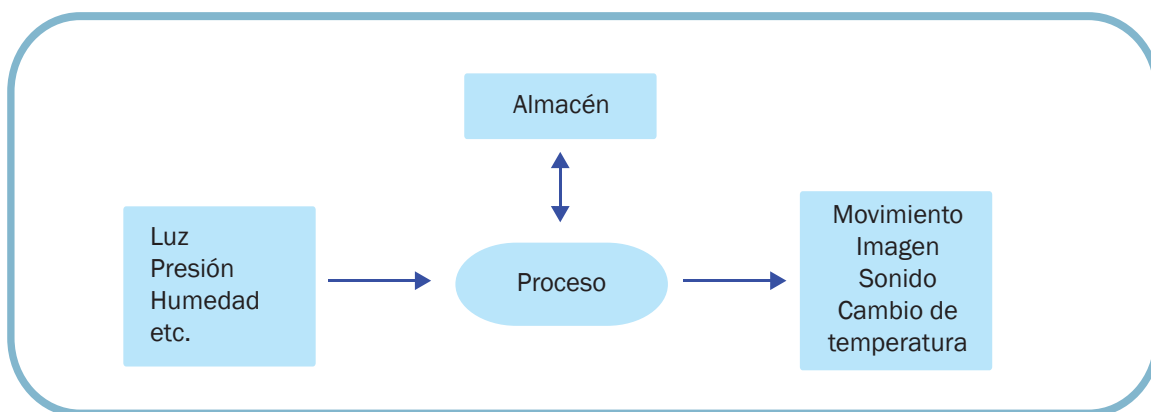 Almacén
Luz
Presión
Humedad
etc.
Proceso
Movimiento
Imagen
Sonido
Cambio de
temperatura